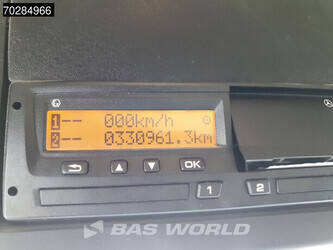 70284966
1 -- 000km/h
2 -- 0330961.3km
OK
1 2
BAS WORLD